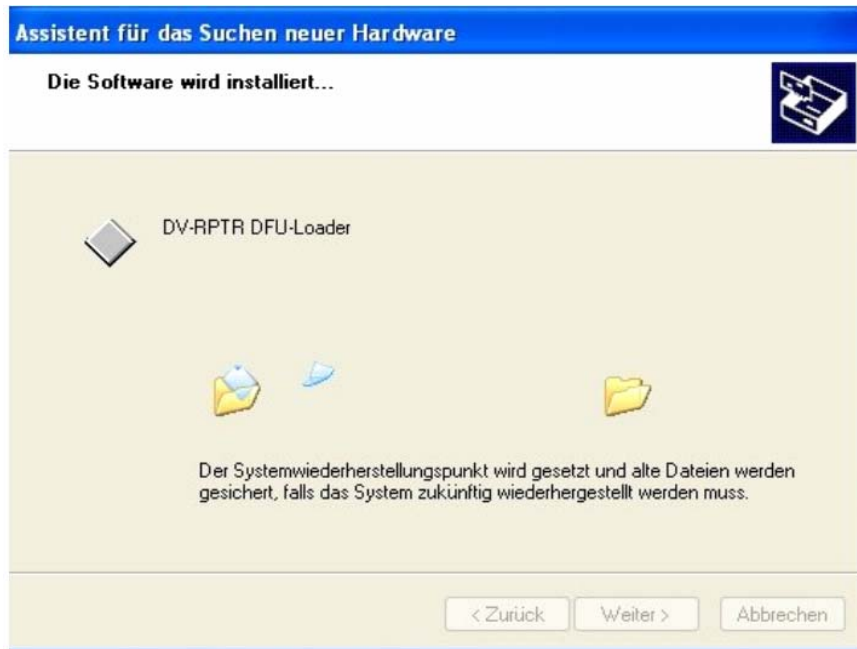 Assistent für das Suchen neuer Hardware
Die Software wird installiert...
DV-RPTR DFU-Loader
Der Systemwiederherstellungspunkt wird gesetzt und alte Dateien werden
gesichert, falls das System zukünftig wiederhergestellt werden muss.
< Zurück
Weiter >
Abbrechen